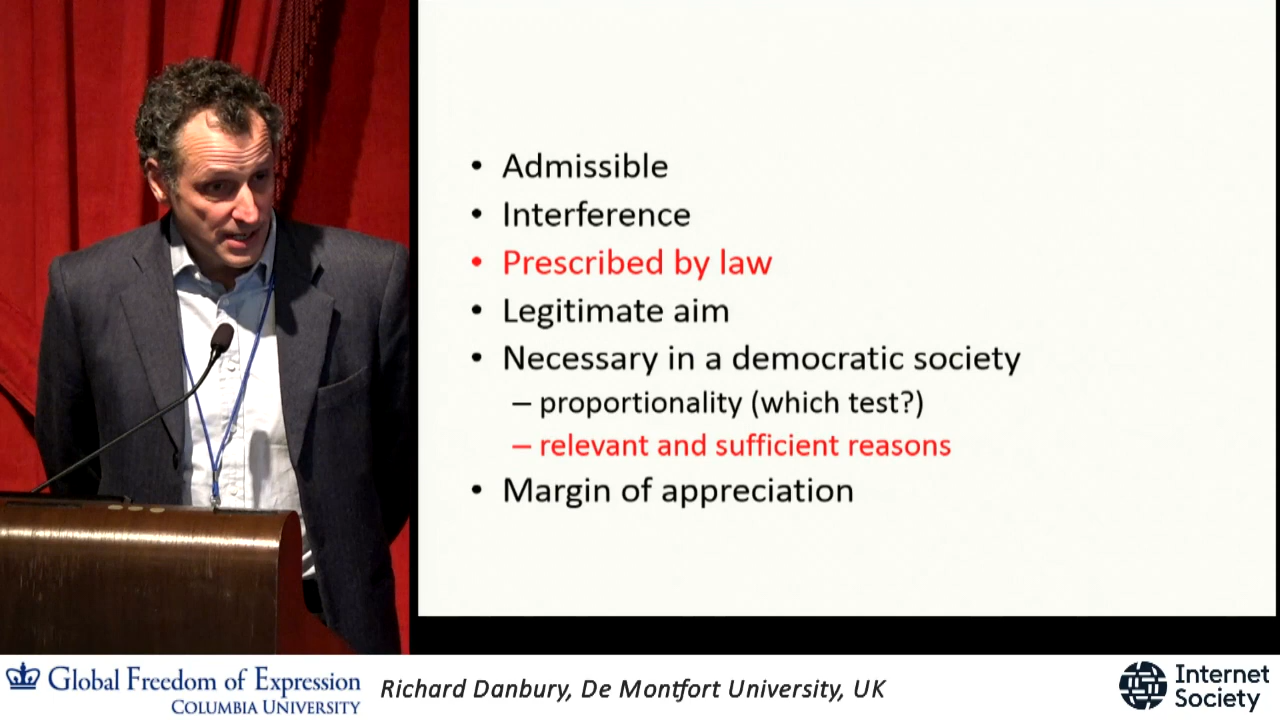 • Admissible
• Interference
• Prescribed by law
• Legitimate aim
• Necessary in a democratic society
– proportionality (which test?)
– relevant and sufficient reasons
• Margin of appreciation
Global Freedom of Expression
COLUMBIA UNIVERSITY
Richard Danbury, De Montfort University, UK
Internet
Society